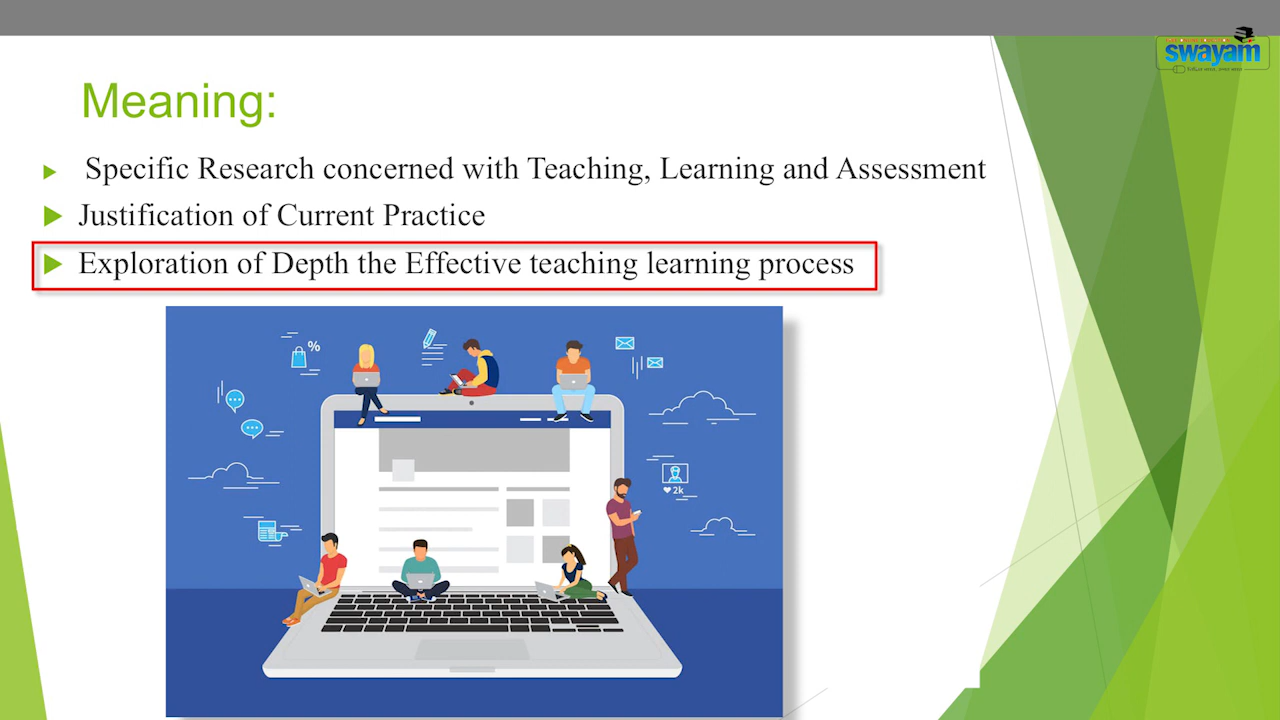 swayam
Meaning:
Specific Research concerned with Teaching, Learning and Assessment
Justification of Current Practice
Exploration of Depth the Effective teaching learning process
%
2k